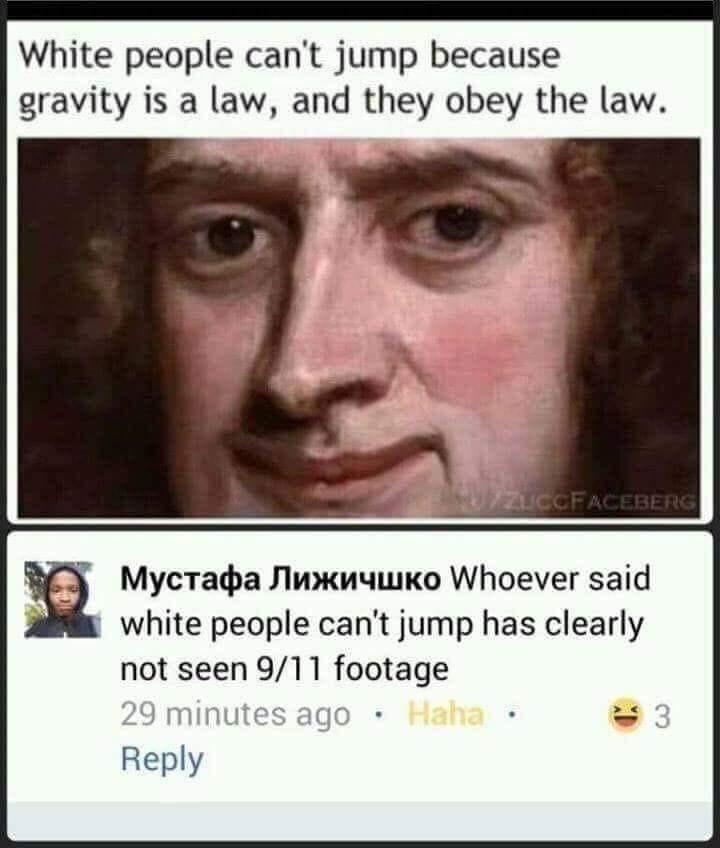 White people can't jump because
gravity is a law, and they obey the law.
U/ZUCCFACEBERG
Мустафа Лижичшко Whoever said
white people can't jump has clearly
not seen 9/11 footage
29 minutes ago · Haha · 3
Reply